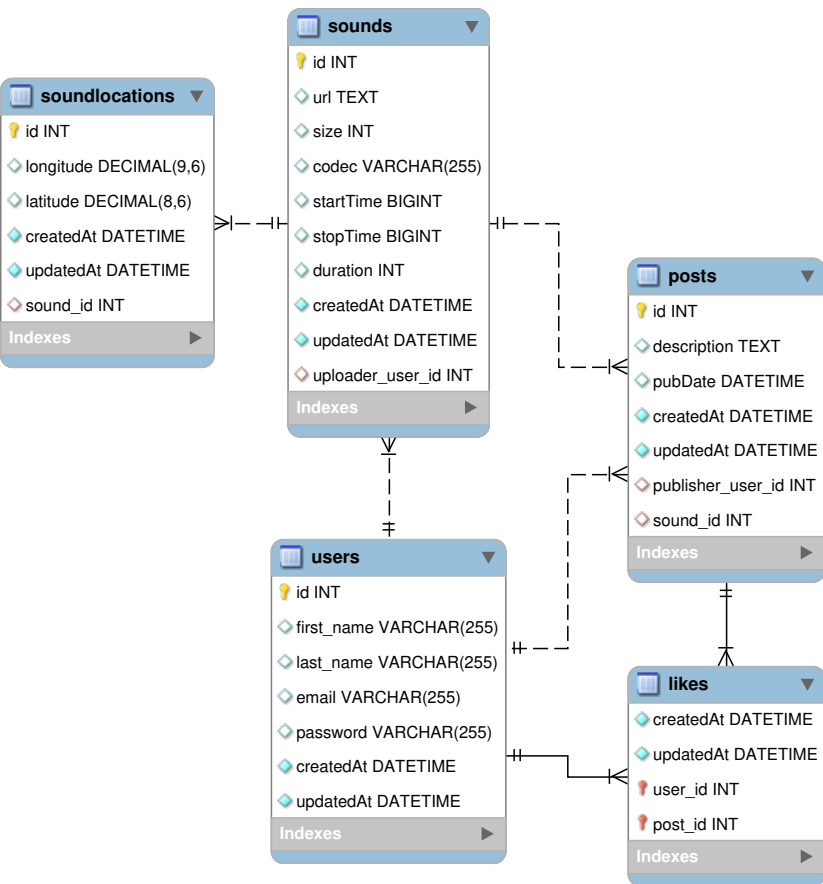 sounds
id INT
url TEXT
size INT
codec VARCHAR(255)
startTime BIGINT
stopTime BIGINT
duration INT
createdAt DATETIME
updatedAt DATETIME
uploader_user_id INT
Indexes
soundlocations
id INT
longitude DECIMAL(9,6)
latitude DECIMAL(8,6)
createdAt DATETIME
updatedAt DATETIME
sound_id INT
Indexes
posts
id INT
description TEXT
pubDate DATETIME
createdAt DATETIME
updatedAt DATETIME
publisher_user_id INT
sound_id INT
Indexes
users
id INT
first_name VARCHAR(255)
last_name VARCHAR(255)
email VARCHAR(255)
password VARCHAR(255)
createdAt DATETIME
updatedAt DATETIME
Indexes
likes
createdAt DATETIME
updatedAt DATETIME
user_id INT
post_id INT
Indexes